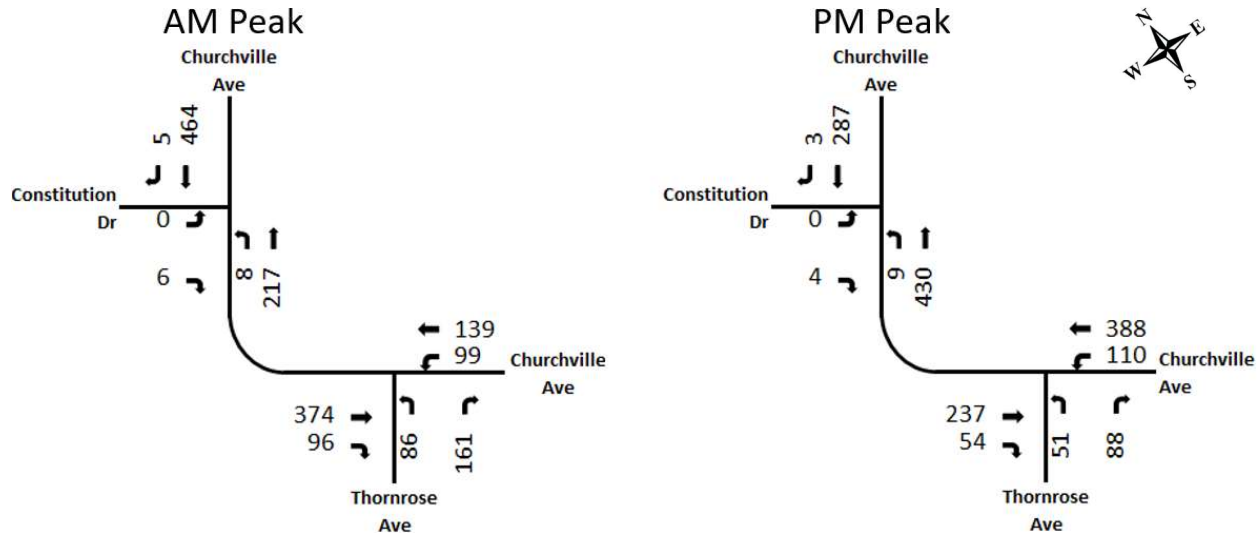 AM Peak
Churchville
Ave
5
464
Constitution
Dr
0
6
8
217
139
99
Churchville
Ave
374
96
86
161
Thornrose
Ave
PM Peak
Churchville
Ave
3
287
Constitution
Dr
0
4
9
430
388
110
Churchville
Ave
237
54
51
88
Thornrose
Ave
N
E
W
S